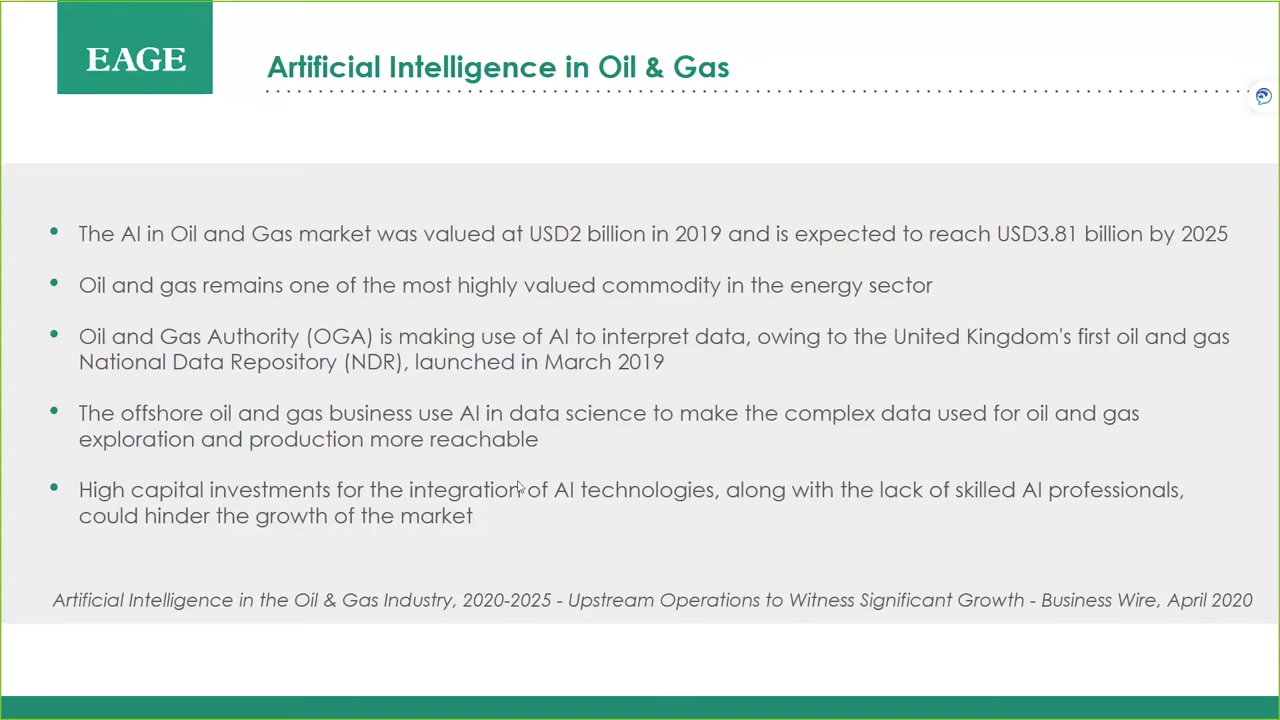 EAGE
Artificial Intelligence in Oil & Gas
• The AI in Oil and Gas market was valued at USD2 billion in 2019 and is expected to reach USD3.81 billion by 2025
• Oil and gas remains one of the most highly valued commodity in the energy sector
• Oil and Gas Authority (OGA) is making use of AI to interpret data, owing to the United Kingdom's first oil and gas
National Data Repository (NDR), launched in March 2019
• The offshore oil and gas business use AI in data science to make the complex data used for oil and gas
exploration and production more reachable
• High capital investments for the integration of AI technologies, along with the lack of skilled AI professionals,
could hinder the growth of the market
Artificial Intelligence in the Oil & Gas Industry, 2020-2025 - Upstream Operations to Witness Significant Growth - Business Wire, April 2020